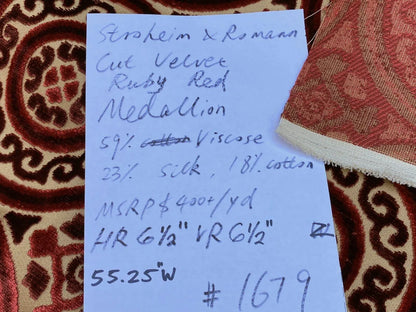 Stroheim & Romann
Cut Velvet
Ruby Red
Medallion
59% cotton Viscose
23% silk, 18% cotton
MSRP $400+/yd
HR 6½" VR 6½"
55.25"W
# 1679